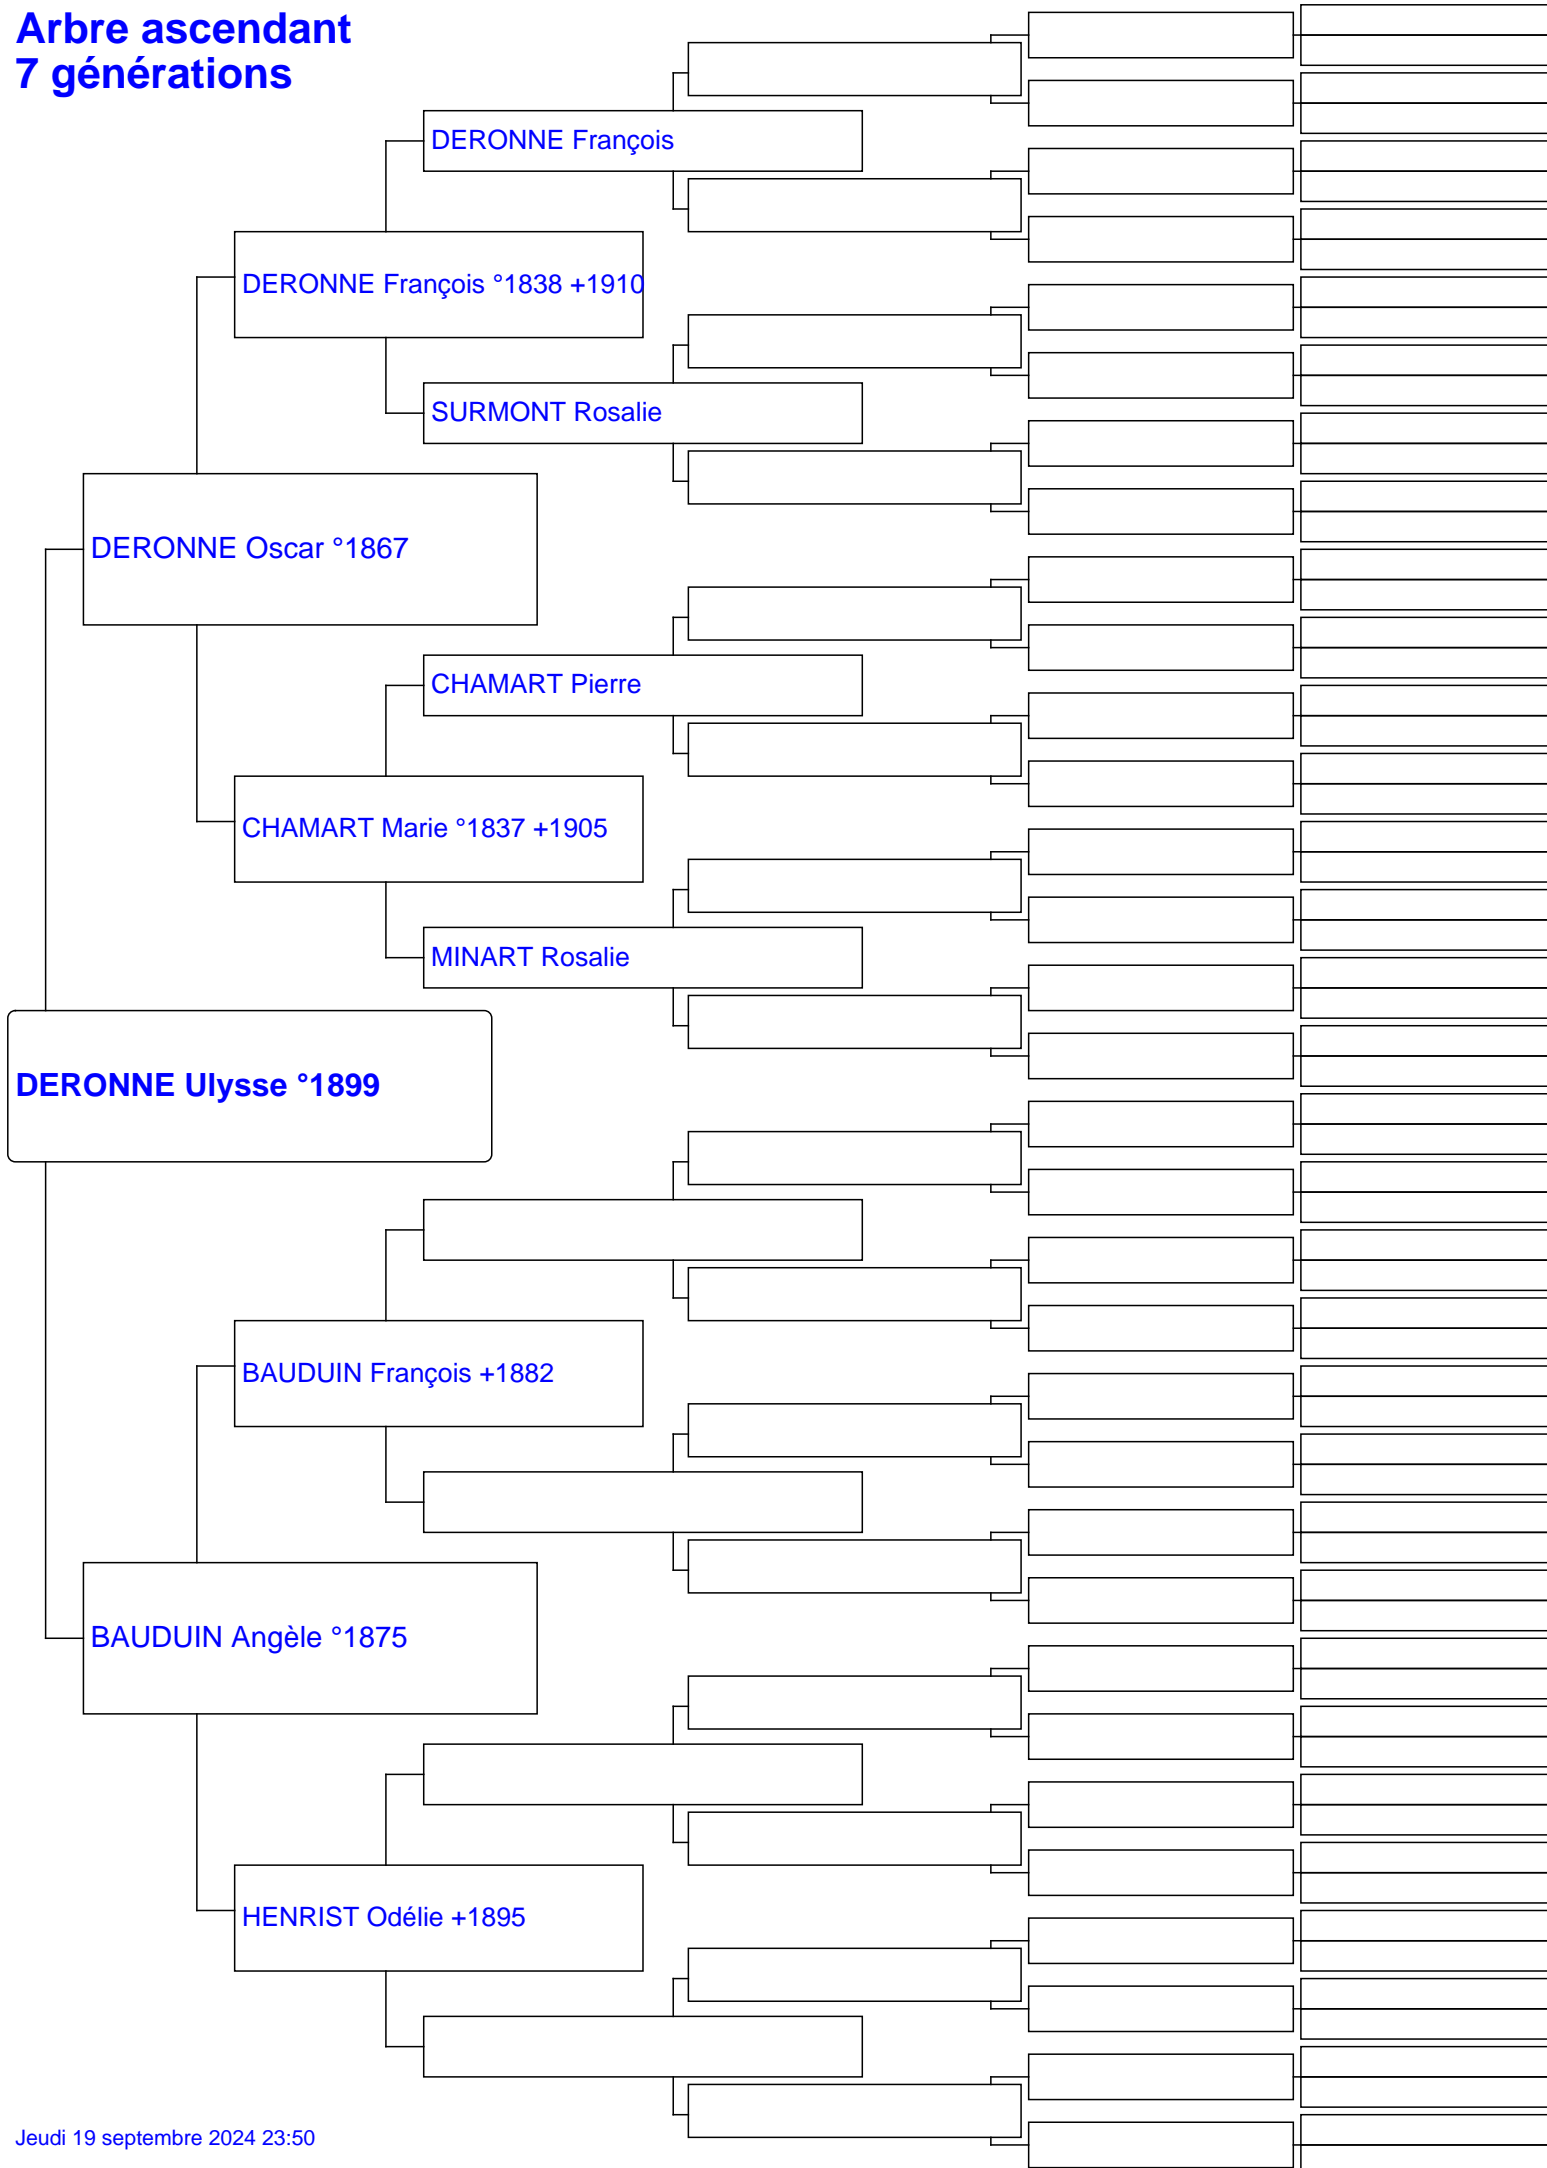 Arbre ascendant
7 générations
DERONNE François
DERONNE François °1838 +1910
SURMONT Rosalie
DERONNE Oscar °1867
CHAMART Pierre
CHAMART Marie °1837 +1905
MINART Rosalie
DERONNE Ulysse °1899
BAUDUIN François +1882
BAUDUIN Angèle °1875
HENRIST Odélie +1895
Jeudi 19 septembre 2024 23:50